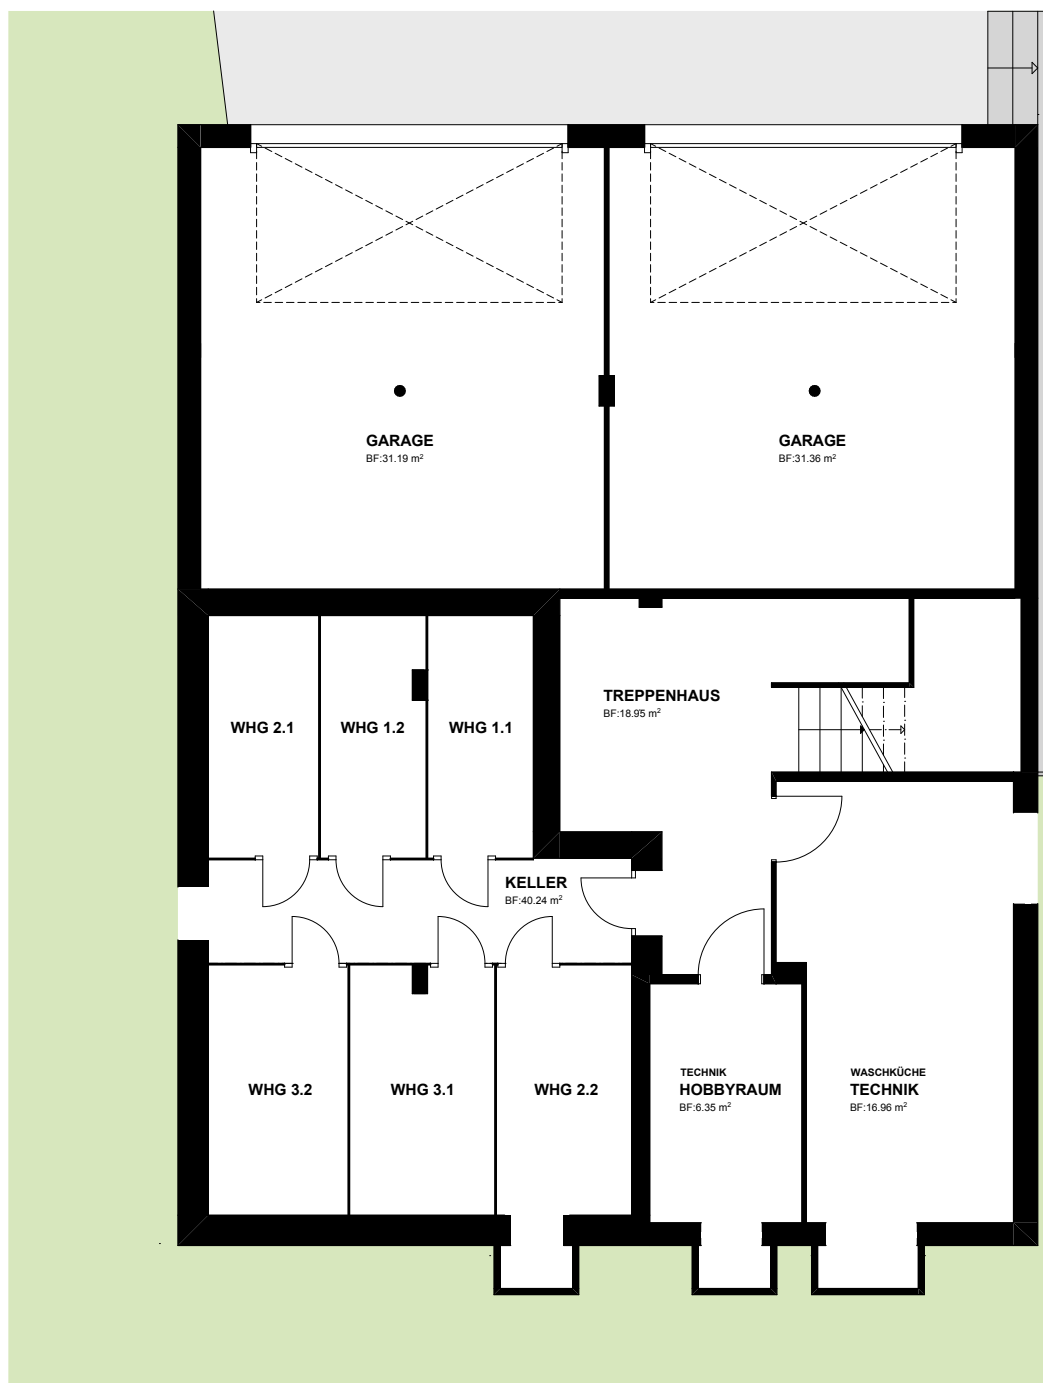 GARAGE
BF:31.19 m²
GARAGE
BF:31.36 m²
TREPPENHAUS
BF:18.95 m²
WHG 2.1
WHG 1.2
WHG 1.1
KELLER
BF:40.24 m²
WHG 3.2
WHG 3.1
WHG 2.2
TECHNIK
HOBBYRAUM
BF:6.35 m²
WASCHKÜCHE
TECHNIK
BF:16.96 m²